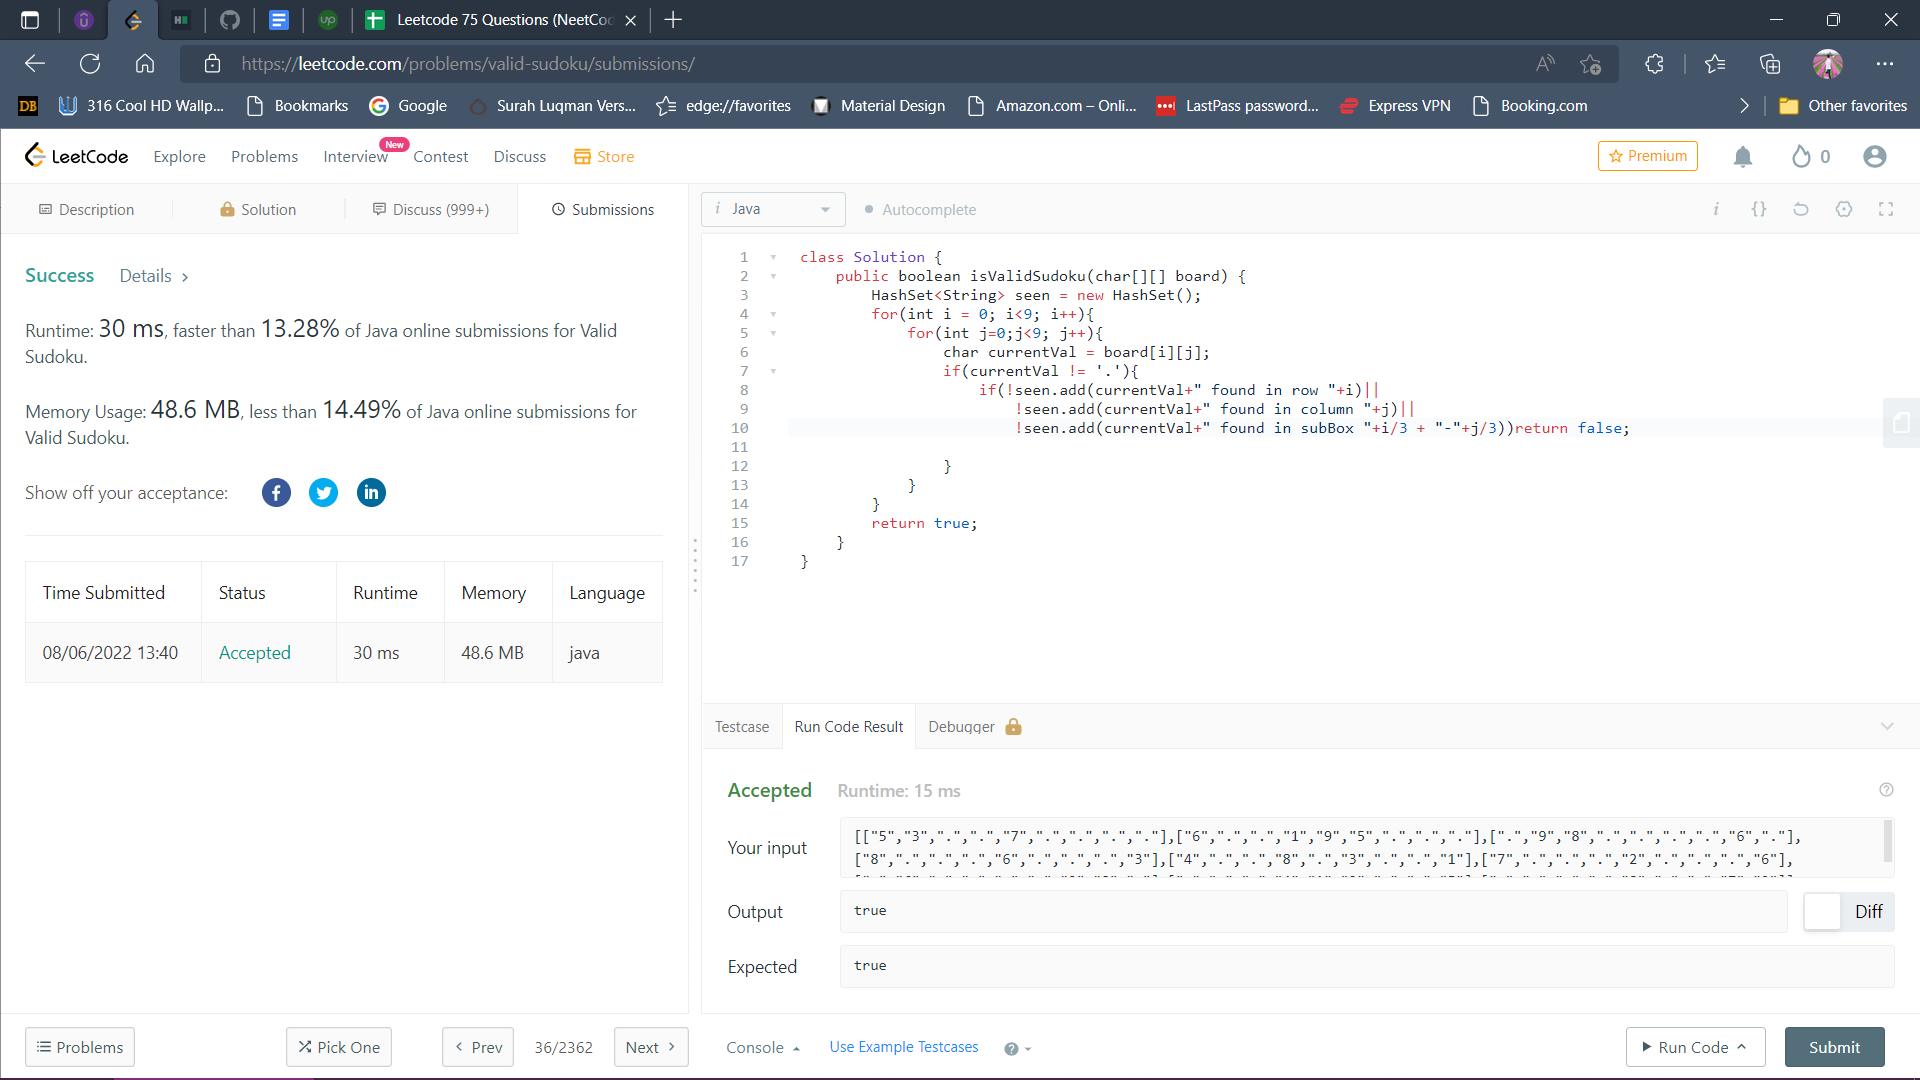 Leetcode 75 Questions (NeetCo
https://leetcode.com/problems/valid-sudoku/submissions/
DB 316 Cool HD Wallp... Bookmarks Google Surah Luqman Vers... edge://favorites Material Design Amazon.com – Onli... LastPass password... Express VPN Booking.com Other favorites
LeetCode Explore Problems Interview New Contest Discuss Store Premium 0
Description Solution Discuss (999+) Submissions
i Java Autocomplete i {}
Success Details >
Runtime: 30 ms, faster than 13.28% of Java online submissions for Valid
Sudoku.
Memory Usage: 48.6 MB, less than 14.49% of Java online submissions for
Valid Sudoku.
Show off your acceptance: f in
Time Submitted Status Runtime Memory Language
08/06/2022 13:40 Accepted 30 ms 48.6 MB java
1 class Solution {
2 public boolean isValidSudoku(char[][] board) {
3 HashSet<String> seen = new HashSet();
4 for(int i = 0; i<9; i++){
5 for(int j=0;j<9; j++){
6 char currentVal = board[i][j];
7 if(currentVal != '.'){
8 if(!seen.add(currentVal+" found in row "+i)||
9 !seen.add(currentVal+" found in column "+j)||
10 !seen.add(currentVal+" found in subBox "+i/3 + "-"+j/3))return false;
11
12 }
13 }
14 }
15 return true;
16 }
17 }
Testcase Run Code Result Debugger
Accepted Runtime: 15 ms
Your input
[["5","3",".",".","7",".",".",".","."],["6",".",".","1","9","5",".",".","."],[".","9","8",".",".",".",".","6","."],
["8",".",".",".","6",".",".",".","3"],["4",".",".","8",".","3",".",".","1"],["7",".",".",".","2",".",".",".","6"],
Output true Diff
Expected true
Problems Pick One < Prev 36/2362 Next > Console Use Example Testcases Run Code Submit